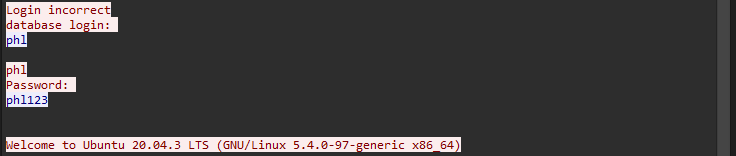 Login incorrect
database login:
phl
phl
Password:
phl123
Welcome to Ubuntu 20.04.3 LTS (GNU/Linux 5.4.0-97-generic x86_64)